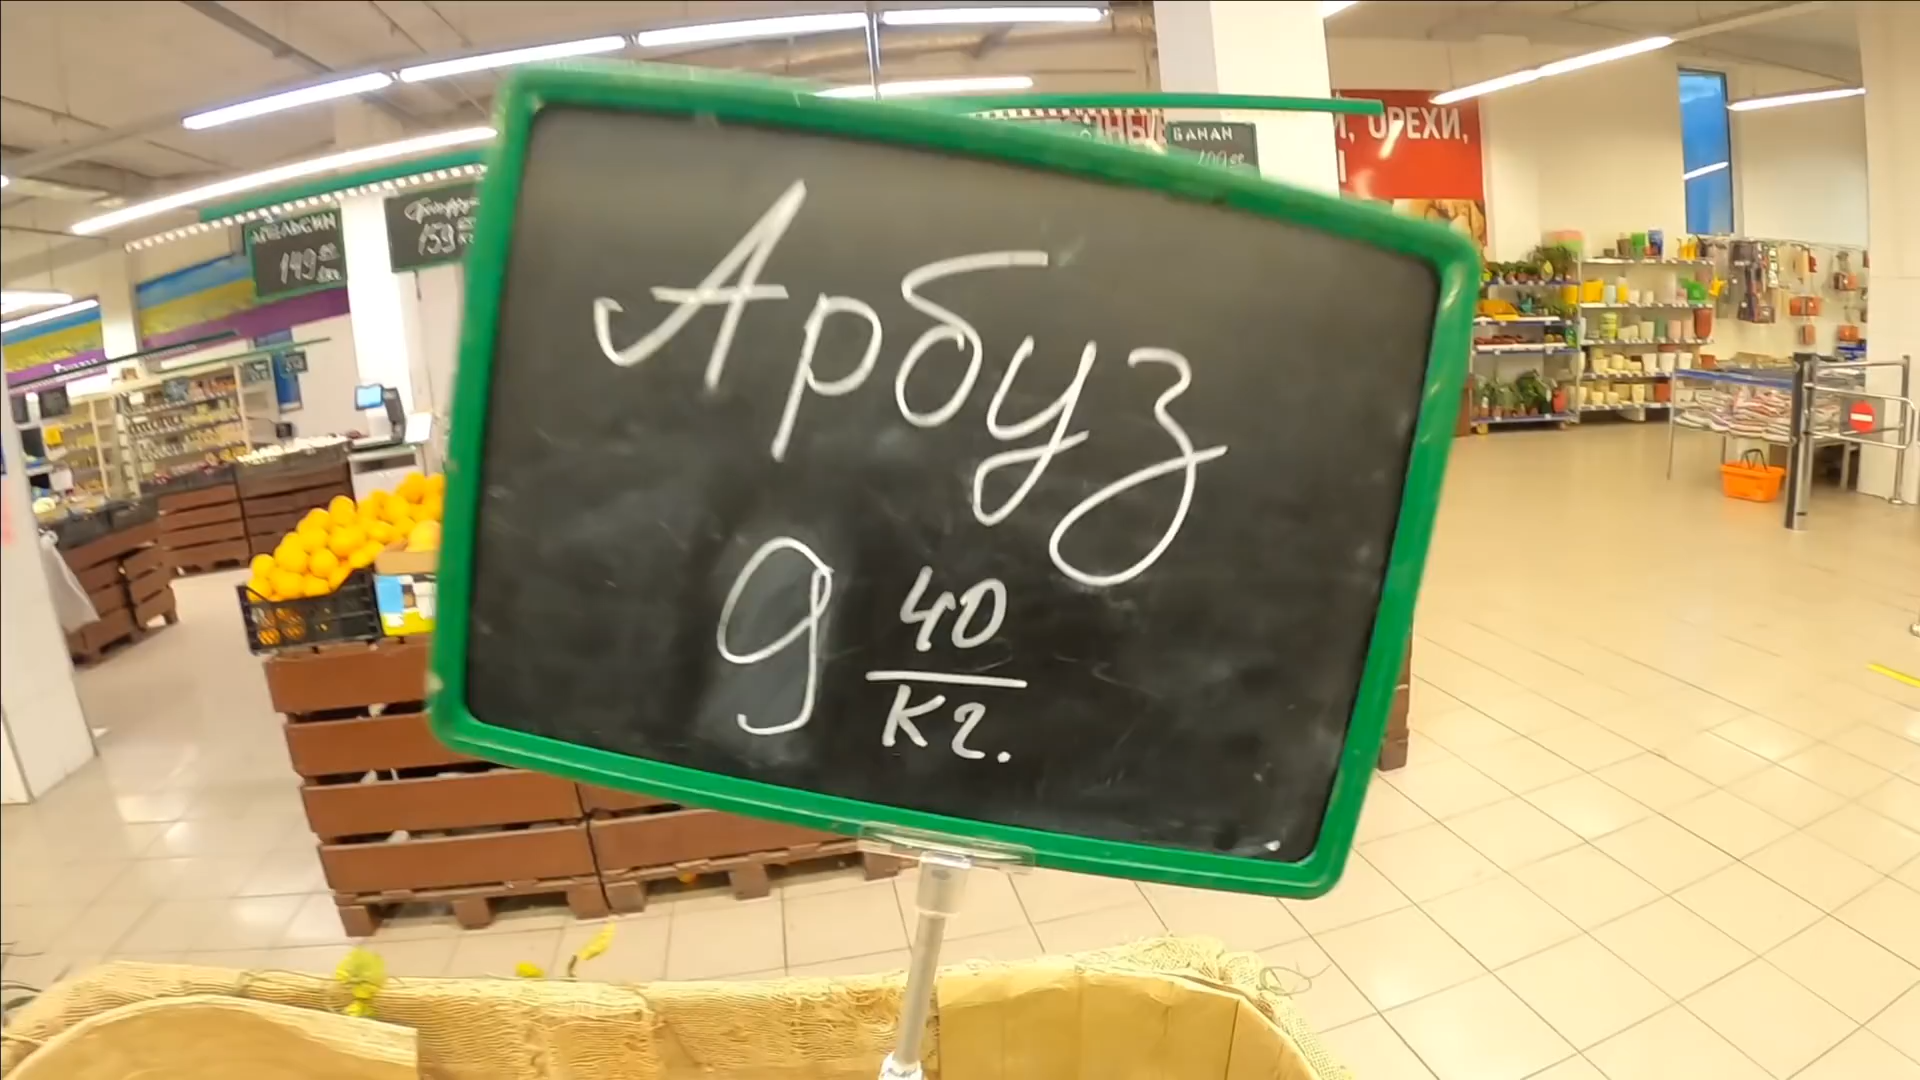 Арбуз
9 40
кг.
АПЕЛЬСИН
149
159
БАНАН
ОРЕХИ,